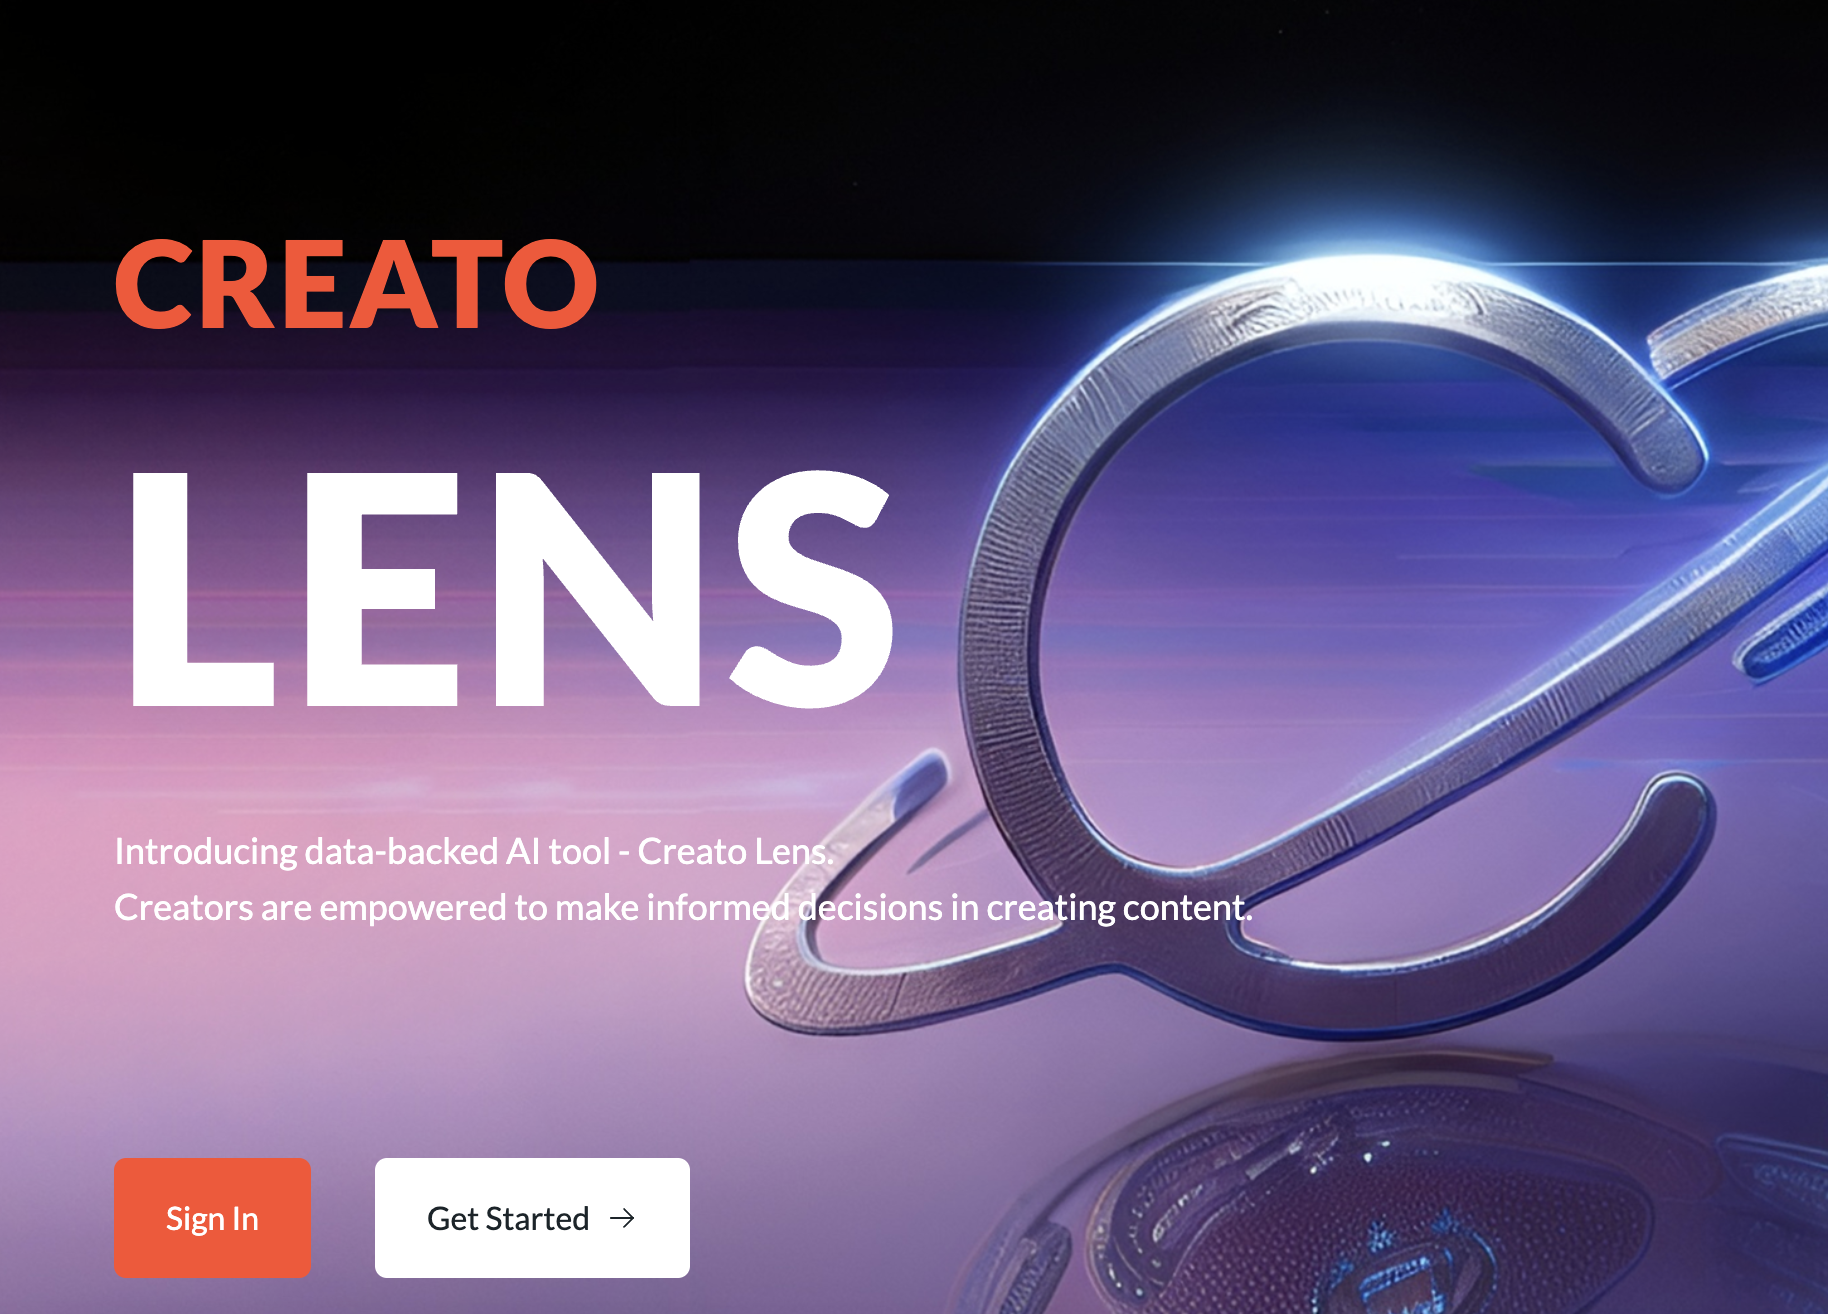 CREATO
LENS
Introducing data-backed AI tool - Creato Lens.
Creators are empowered to make informed decisions in creating content.
Sign In
Get Started →